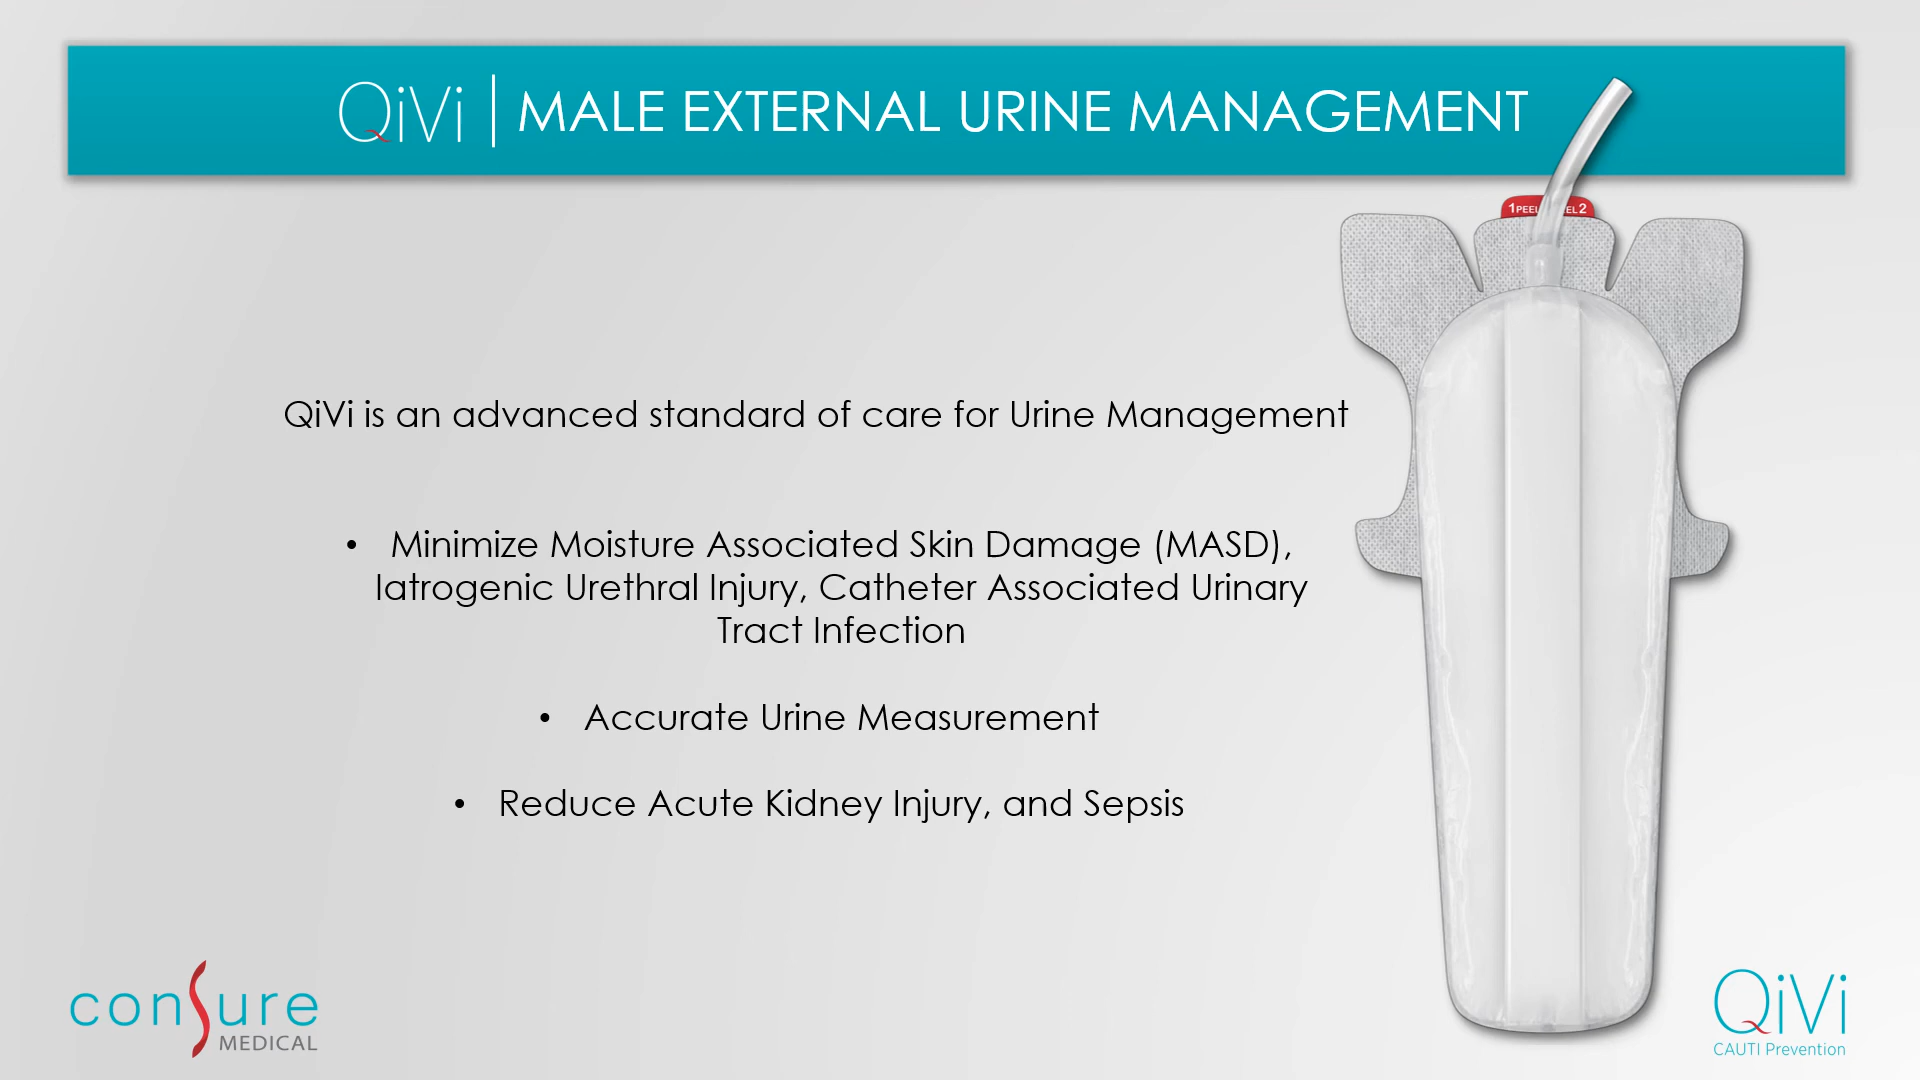 QiVi | MALE EXTERNAL URINE MANAGEMENT
1PEEL EL2
QiVi is an advanced standard of care for Urine Management
• Minimize Moisture Associated Skin Damage (MASD),
Iatrogenic Urethral Injury, Catheter Associated Urinary
Tract Infection
• Accurate Urine Measurement
• Reduce Acute Kidney Injury, and Sepsis
consure
MEDICAL
QiVi
CAUTI Prevention